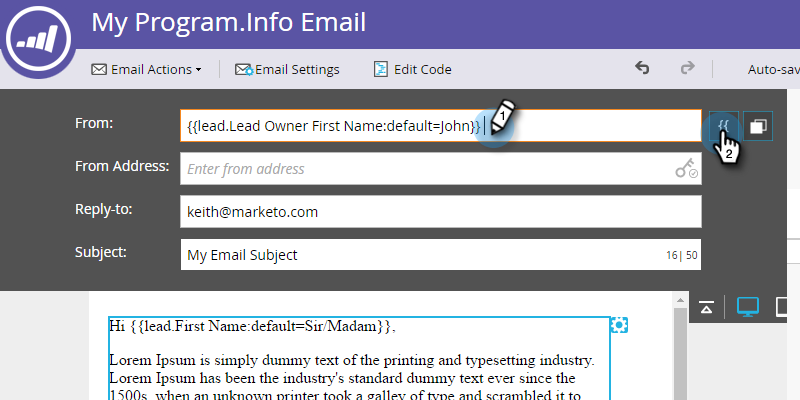 My Program.Info Email
Email Actions Email Settings Edit Code Auto-sav
From: {{lead.Lead Owner First Name:default=John}} 1 {{ 2
From Address: Enter from address
Reply-to: keith@marketo.com
Subject: My Email Subject 16| 50
Hi {{lead.First Name:default=Sir/Madam}},
Lorem Ipsum is simply dummy text of the printing and typesetting industry.
Lorem Ipsum has been the industry's standard dummy text ever since the
1500s, when an unknown printer took a galley of type and scrambled it to